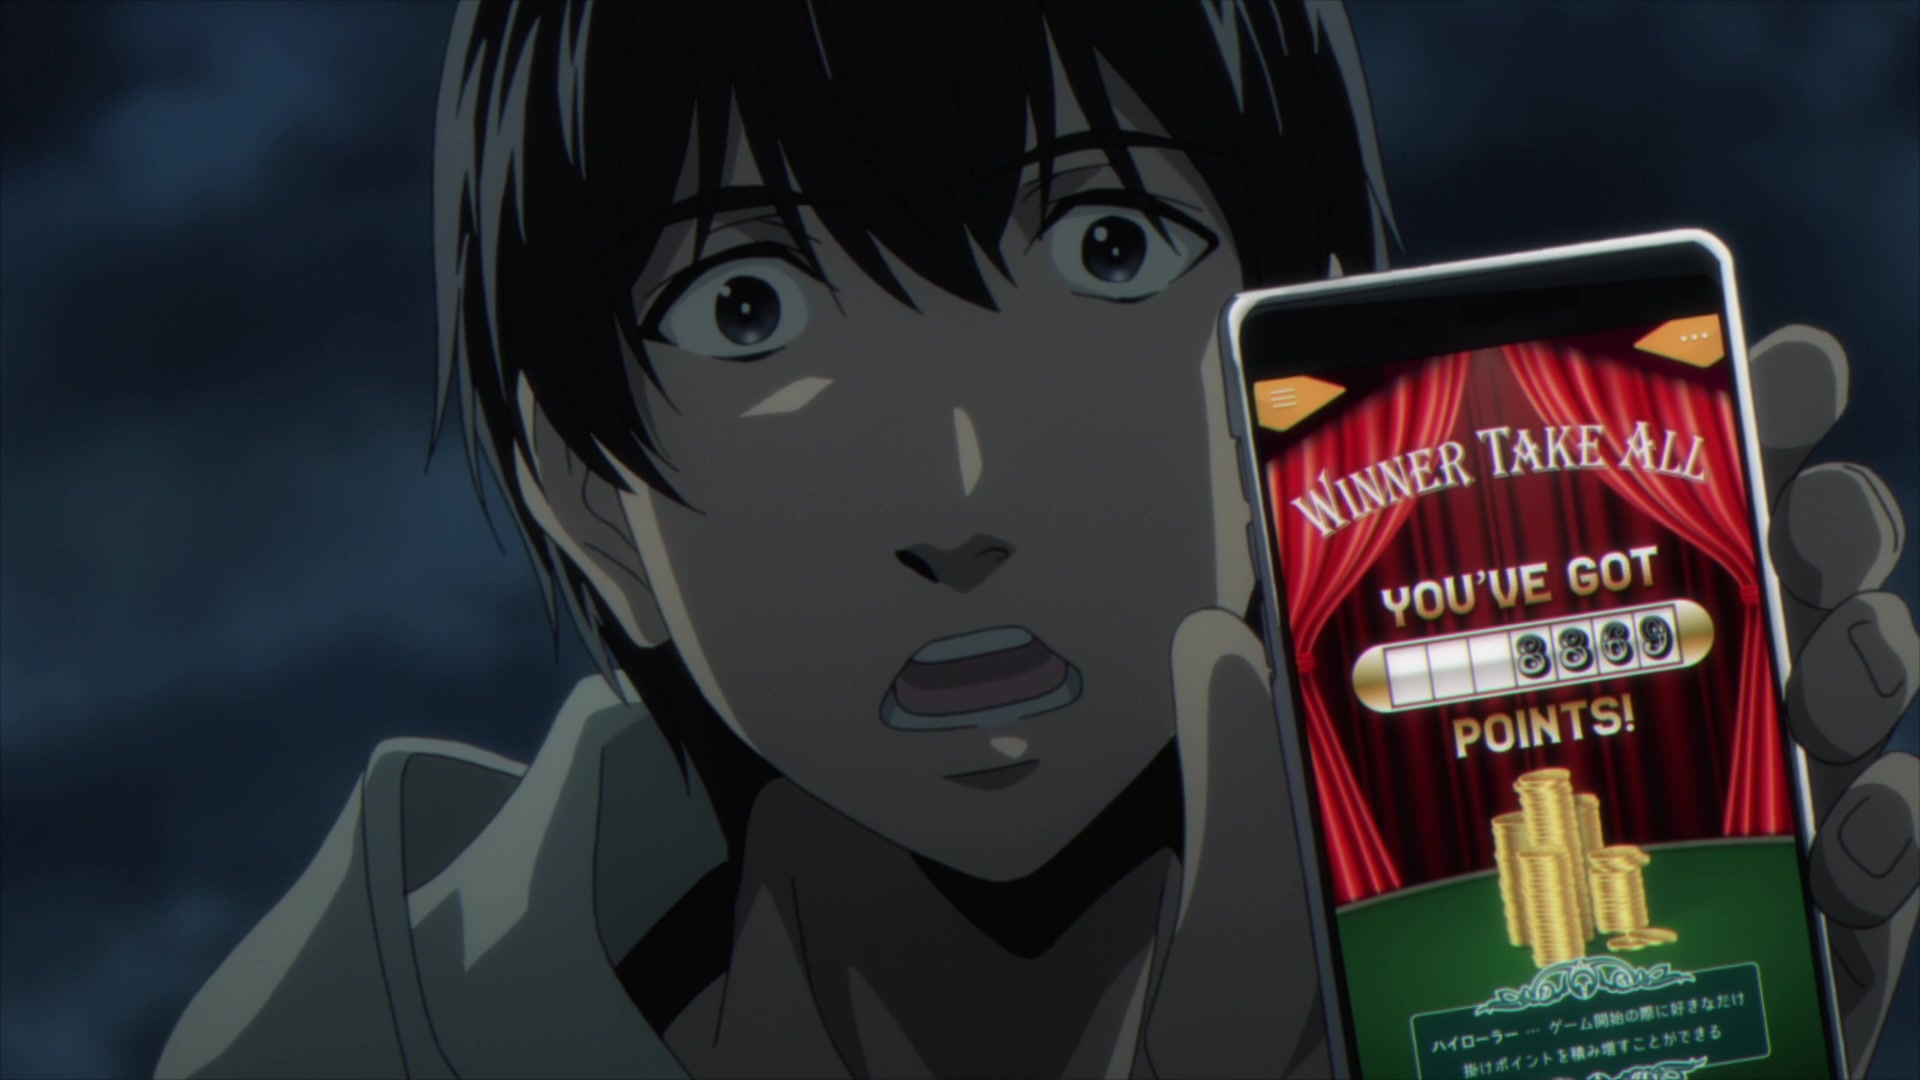 WINNER TAKE ALL
YOU'VE GOT
8869
POINTS!
ハイローラー … ゲーム開始の際に好きなだけ
掛けポイントを積み増すことができる